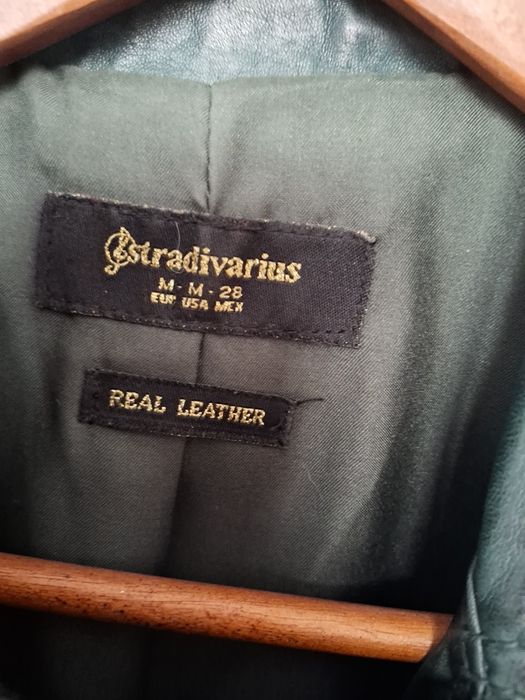 stradivarius
M - M - 28
EUR USA MEX
REAL LEATHER